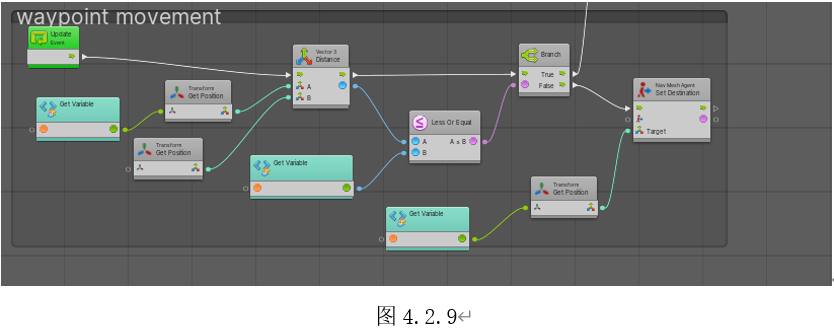 waypoint movement
Update
Event
Vector 3
Distance
A
B
Branch
True
False
Transform
Get Position
Get Variable
Nav Mesh Agent
Set Destination
Target
Less Or Equal
A
A ≤ B
B
Transform
Get Position
Get Variable
Transform
Get Position
Get Variable
图 4.2.9